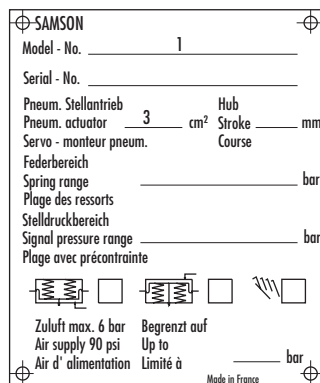 SAMSON
Model - No. 1
Serial - No.
Pneum. Stellantrieb Hub
Pneum. actuator 3 cm² Stroke mm
Servo - monteur pneum. Course
Federbereich
Spring range bar
Plage des ressorts
Stelldruckbereich
Signal pressure range bar
Plage avec précontrainte
Zuluft max. 6 bar Begrenzt auf
Air supply 90 psi Up to
Air d' alimentation Limité à bar
Made in France